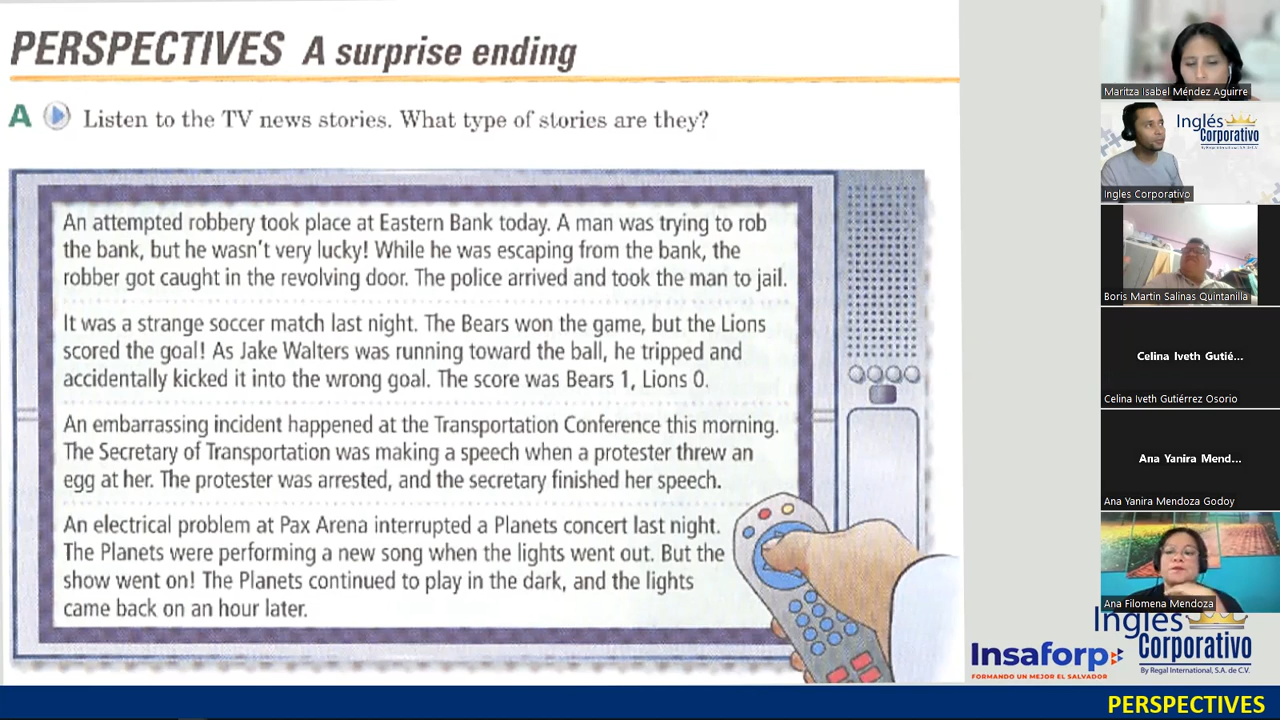 PERSPECTIVES A surprise ending
A Listen to the TV news stories. What type of stories are they?
An attempted robbery took place at Eastern Bank today. A man was trying to rob
the bank, but he wasn't very lucky! While he was escaping from the bank, the
robber got caught in the revolving door. The police arrived and took the man to jail.
It was a strange soccer match last night. The Bears won the game, but the Lions
scored the goal! As Jake Walters was running toward the ball, he tripped and
accidentally kicked it into the wrong goal. The score was Bears 1, Lions 0.
An embarrassing incident happened at the Transportation Conference this morning.
The Secretary of Transportation was making a speech when a protester threw an
egg at her. The protester was arrested, and the secretary finished her speech.
An electrical problem at Pax Arena interrupted a Planets concert last night.
The Planets were performing a new song when the lights went out. But the
show went on! The Planets continued to play in the dark, and the lights
came back on an hour later.
Maritza Isabel Méndez Aguirre
Inglés
Corporativo
By Regal International, S.A. de C.V.
Ingles Corporativo
Boris Martin Salinas Quintanilla
Celina Iveth Gutié...
Celina Iveth Gutiérrez Osorio
Ana Yanira Mend...
Ana Yanira Mendoza Godoy
Ana Filomena Mendoza
Inglés
Corporativo
By Regal International, S.A. de C.V.
Insaforp
FORMANDO UN MEJOR EL SALVADOR
PERSPECTIVES